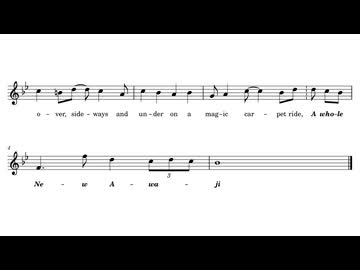 o – ver, side – ways and un – der on a mag – ic car – pet ride, A who-le
4
Ne – w A – wa – ji
3